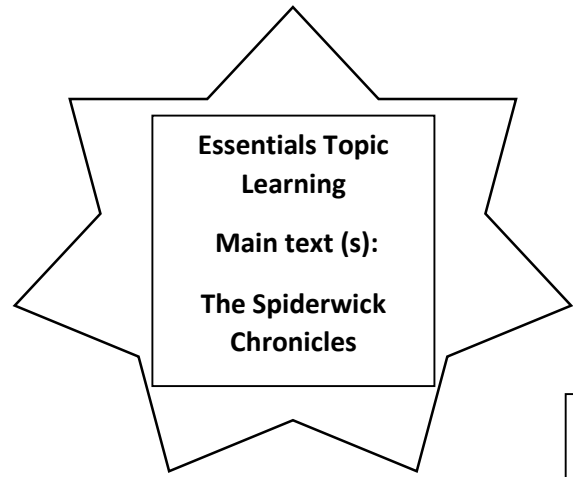 Essentials Topic
Learning
Main text (s):
The Spiderwick
Chronicles